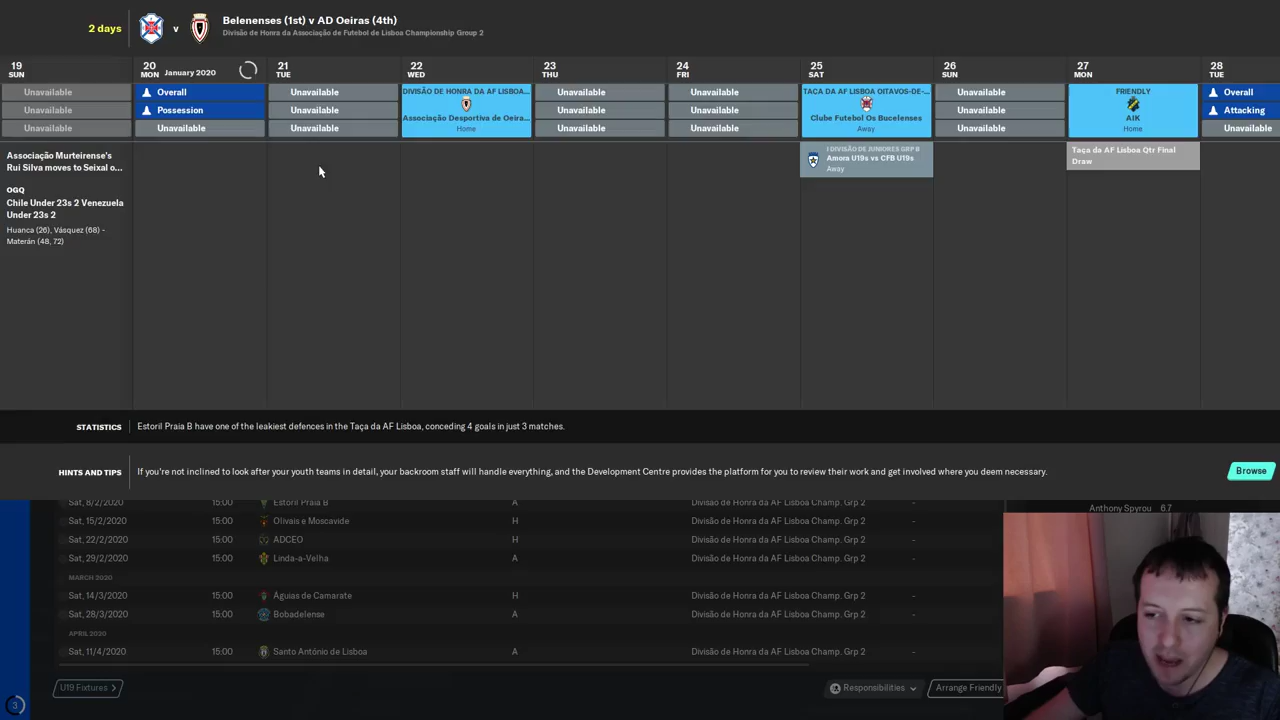 2 days
v
Belenenses (1st) v AD Oeiras (4th)
Divisão de Honra da Associação de Futebol de Lisboa Championship Group 2
19 SUN
20 MON January 2020
21 TUE
22 WED
23 THU
24 FRI
25 SAT
26 SUN
27 MON
28 TUE
Unavailable
Unavailable
Unavailable
Overall
Possession
Unavailable
Unavailable
Unavailable
Unavailable
DIVISÃO DE HONRA DA AF LISBOA...
Associação Desportiva de Oeira...
Home
Unavailable
Unavailable
Unavailable
Unavailable
Unavailable
Unavailable
TAÇA DA AF LISBOA OITAVOS-DE-...
Clube Futebol Os Bucelenses
Away
Unavailable
Unavailable
Unavailable
FRIENDLY
AIK
Home
Overall
Attacking
Unavailable
Associação Murteirense's
Rui Silva moves to Seixal o...
OGQ
Chile Under 23s 2 Venezuela
Under 23s 2
Huanca (26), Vásquez (68) -
Materán (48, 72)
I DIVISÃO DE JUNIORES GRP B
Amora U19s vs CFB U19s
Away
Taça da AF Lisboa Qtr Final
Draw
STATISTICS
Estoril Praia B have one of the leakiest defences in the Taça da AF Lisboa, conceding 4 goals in just 3 matches.
HINTS AND TIPS
If you're not inclined to look after your youth teams in detail, your backroom staff will handle everything, and the Development Centre provides the platform for you to review their work and get involved where you deem necessary.
Browse
Sat, 8/2/2020 15:00 Estoril Praia B A Divisão de Honra da AF Lisboa Champ. Grp 2 -
Anthony Spyrou 6.7
Sat, 15/2/2020 15:00 Olivais e Moscavide H Divisão de Honra da AF Lisboa Champ. Grp 2 -
Sat, 22/2/2020 15:00 ADCEO H Divisão de Honra da AF Lisboa Champ. Grp 2 -
Sat, 29/2/2020 15:00 Linda-a-Velha A Divisão de Honra da AF Lisboa Champ. Grp 2 -
MARCH 2020
Sat, 14/3/2020 15:00 Águias de Camarate H Divisão de Honra da AF Lisboa Champ. Grp 2 -
Sat, 28/3/2020 15:00 Bobadelense A Divisão de Honra da AF Lisboa Champ. Grp 2 -
APRIL 2020
Sat, 11/4/2020 15:00 Santo António de Lisboa A Divisão de Honra da AF Lisboa Champ. Grp 2 -
U19 Fixtures
Responsibilities
Arrange Friendly
3